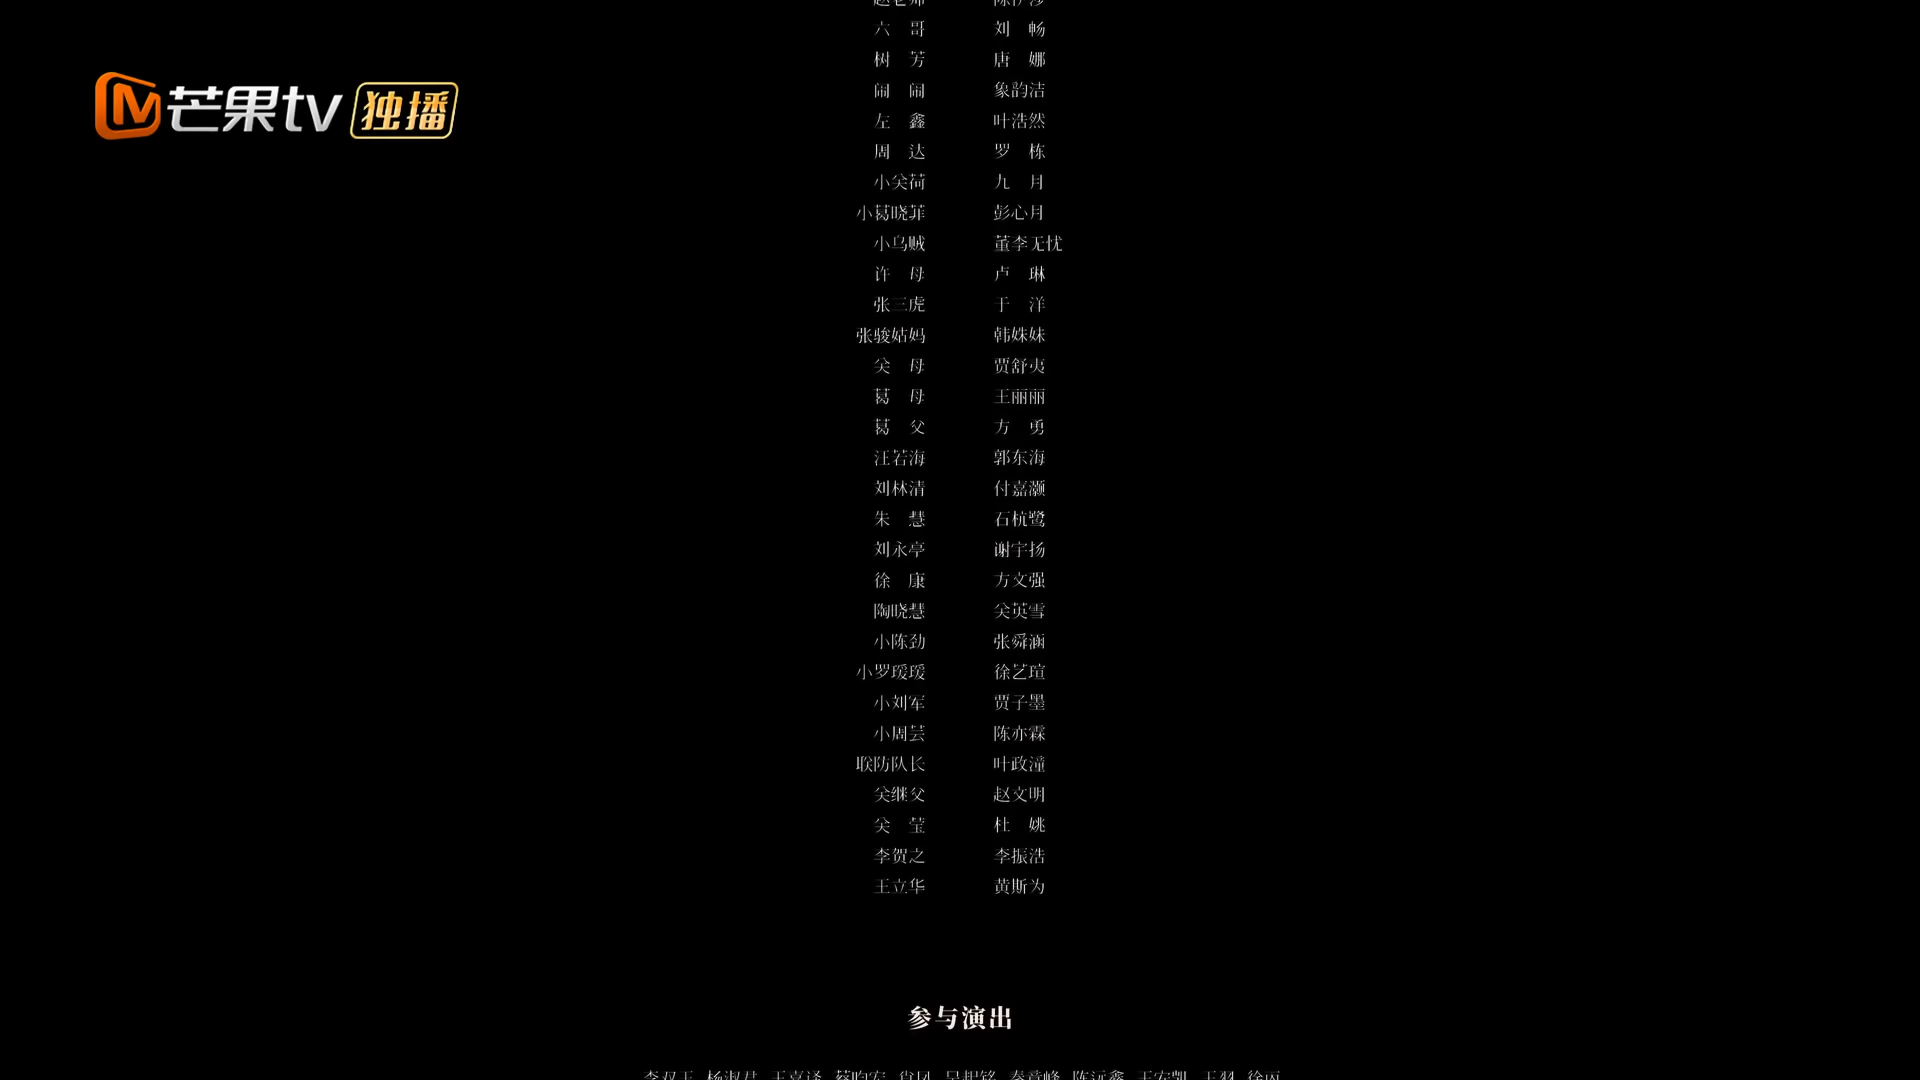 六 哥 刘 畅
芒果tv 独播
树 芳 唐 娜
闹 闹 象韵洁
左 鑫 叶浩然
周 达 罗 栋
小关荷 九 月
小葛晓菲 彭心月
小乌贼 董李无忧
许 母 卢 琳
张三虎 于 洋
张骏姑妈 韩姝妹
关 母 贾舒夷
葛 母 王丽丽
葛 父 方 勇
汪若海 郭东海
刘林清 付嘉灏
朱 慧 石杭鹭
刘永亭 谢宇扬
徐 康 方文强
陶晓慧 关英雪
小陈劲 张舜涵
小罗瑗瑗 徐艺瑄
小刘军 贾子墨
小周芸 陈亦霖
联防队长 叶政潼
关继父 赵文明
关 莹 杜 姚
李贺之 李振浩
王立华 黄斯为
参与演出